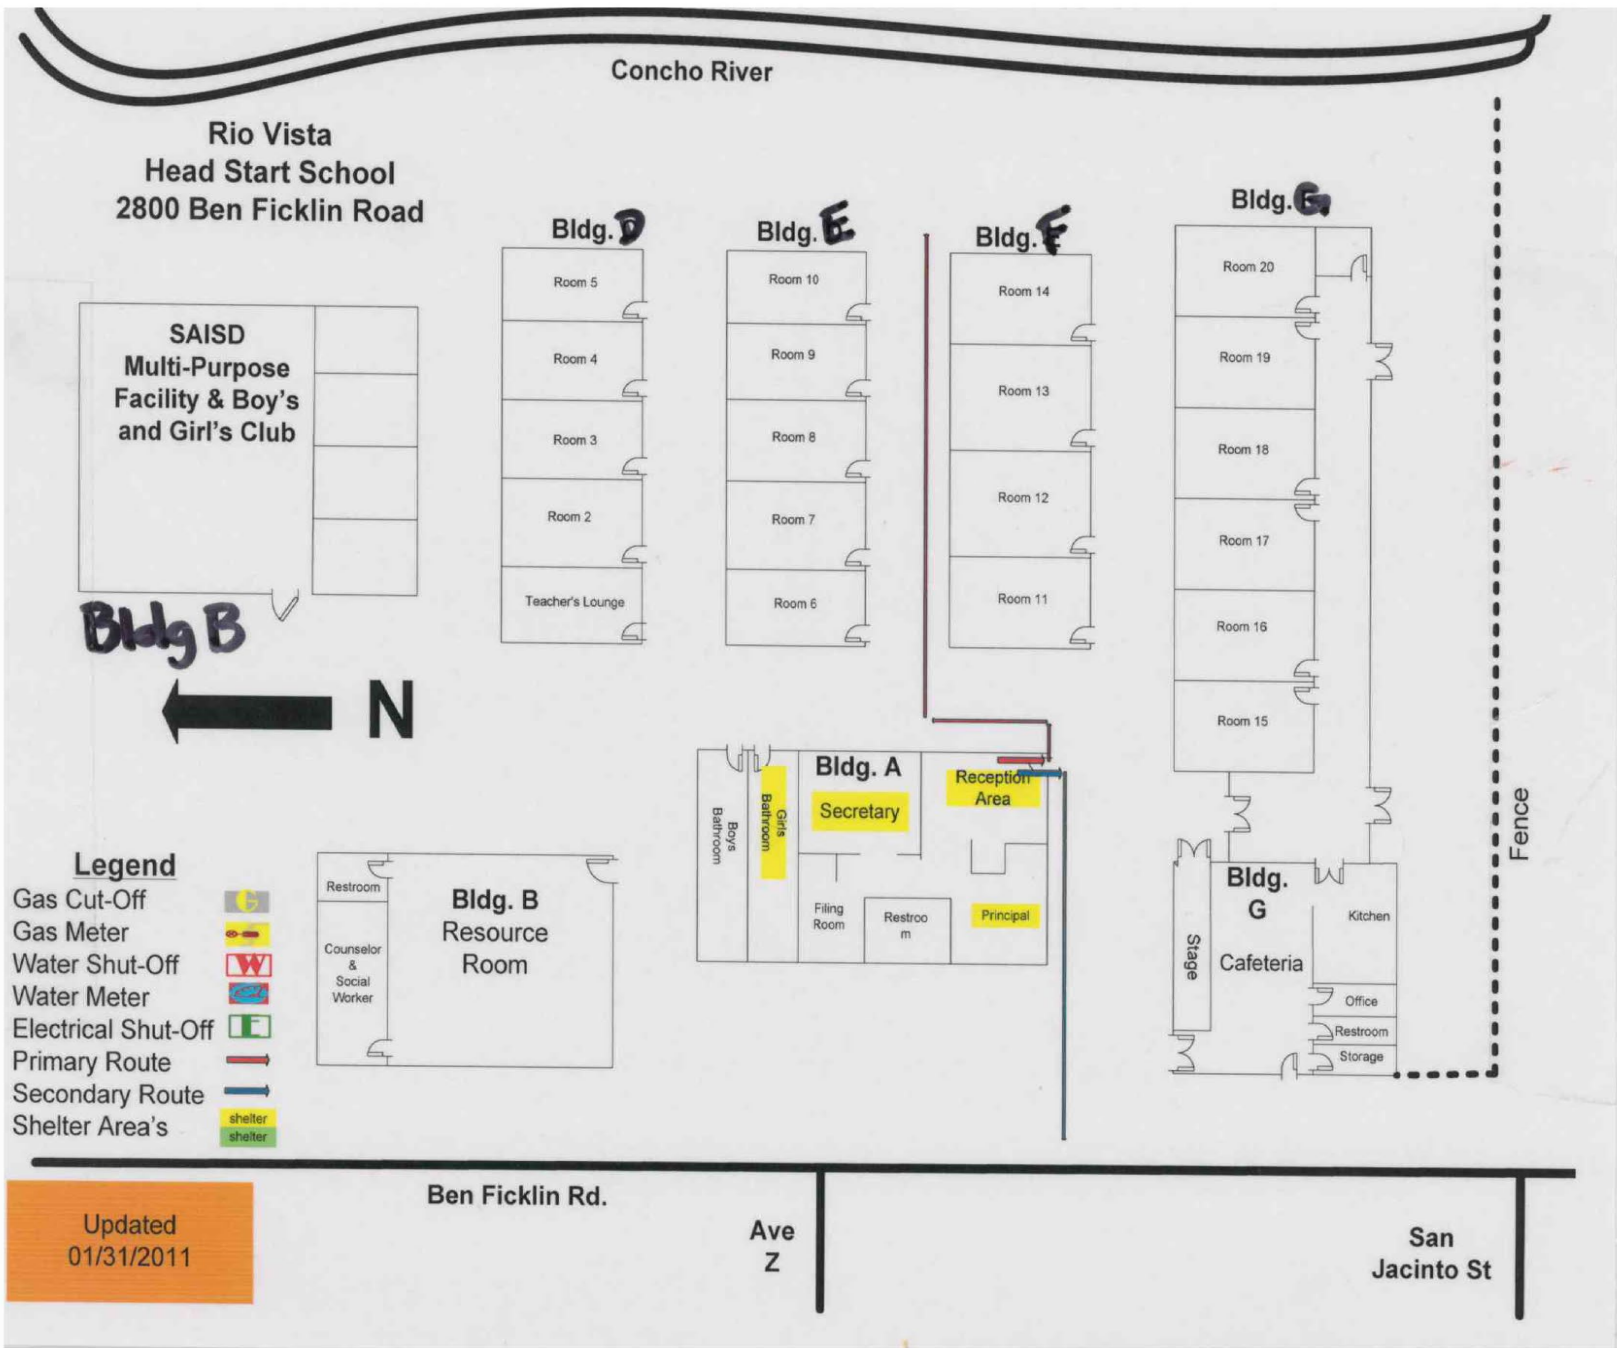 Concho River
Rio Vista
Head Start School
2800 Ben Ficklin Road
Bldg. D
Bldg. E
Bldg. F
Bldg. G
Room 5
Room 4
Room 3
Room 2
Teacher's Lounge
Room 10
Room 9
Room 8
Room 7
Room 6
Room 14
Room 13
Room 12
Room 11
Room 20
Room 19
Room 18
Room 17
Room 16
Room 15
SAISD
Multi-Purpose
Facility & Boy's
and Girl's Club
Bldg B
N
Bldg. A
Secretary
Reception
Area
Boys
Bathroom
Girls
Bathroom
Filing
Room
Restroo
m
Principal
Bldg. B
Resource
Room
Restroom
Counselor
&
Social
Worker
Bldg.
G
Cafeteria
Stage
Kitchen
Office
Restroom
Storage
Fence
Legend
Gas Cut-Off G
Gas Meter
Water Shut-Off W
Water Meter
Electrical Shut-Off E
Primary Route
Secondary Route
Shelter Area's
shelter
shelter
Ben Ficklin Rd.
Ave
Z
San
Jacinto St
Updated
01/31/2011